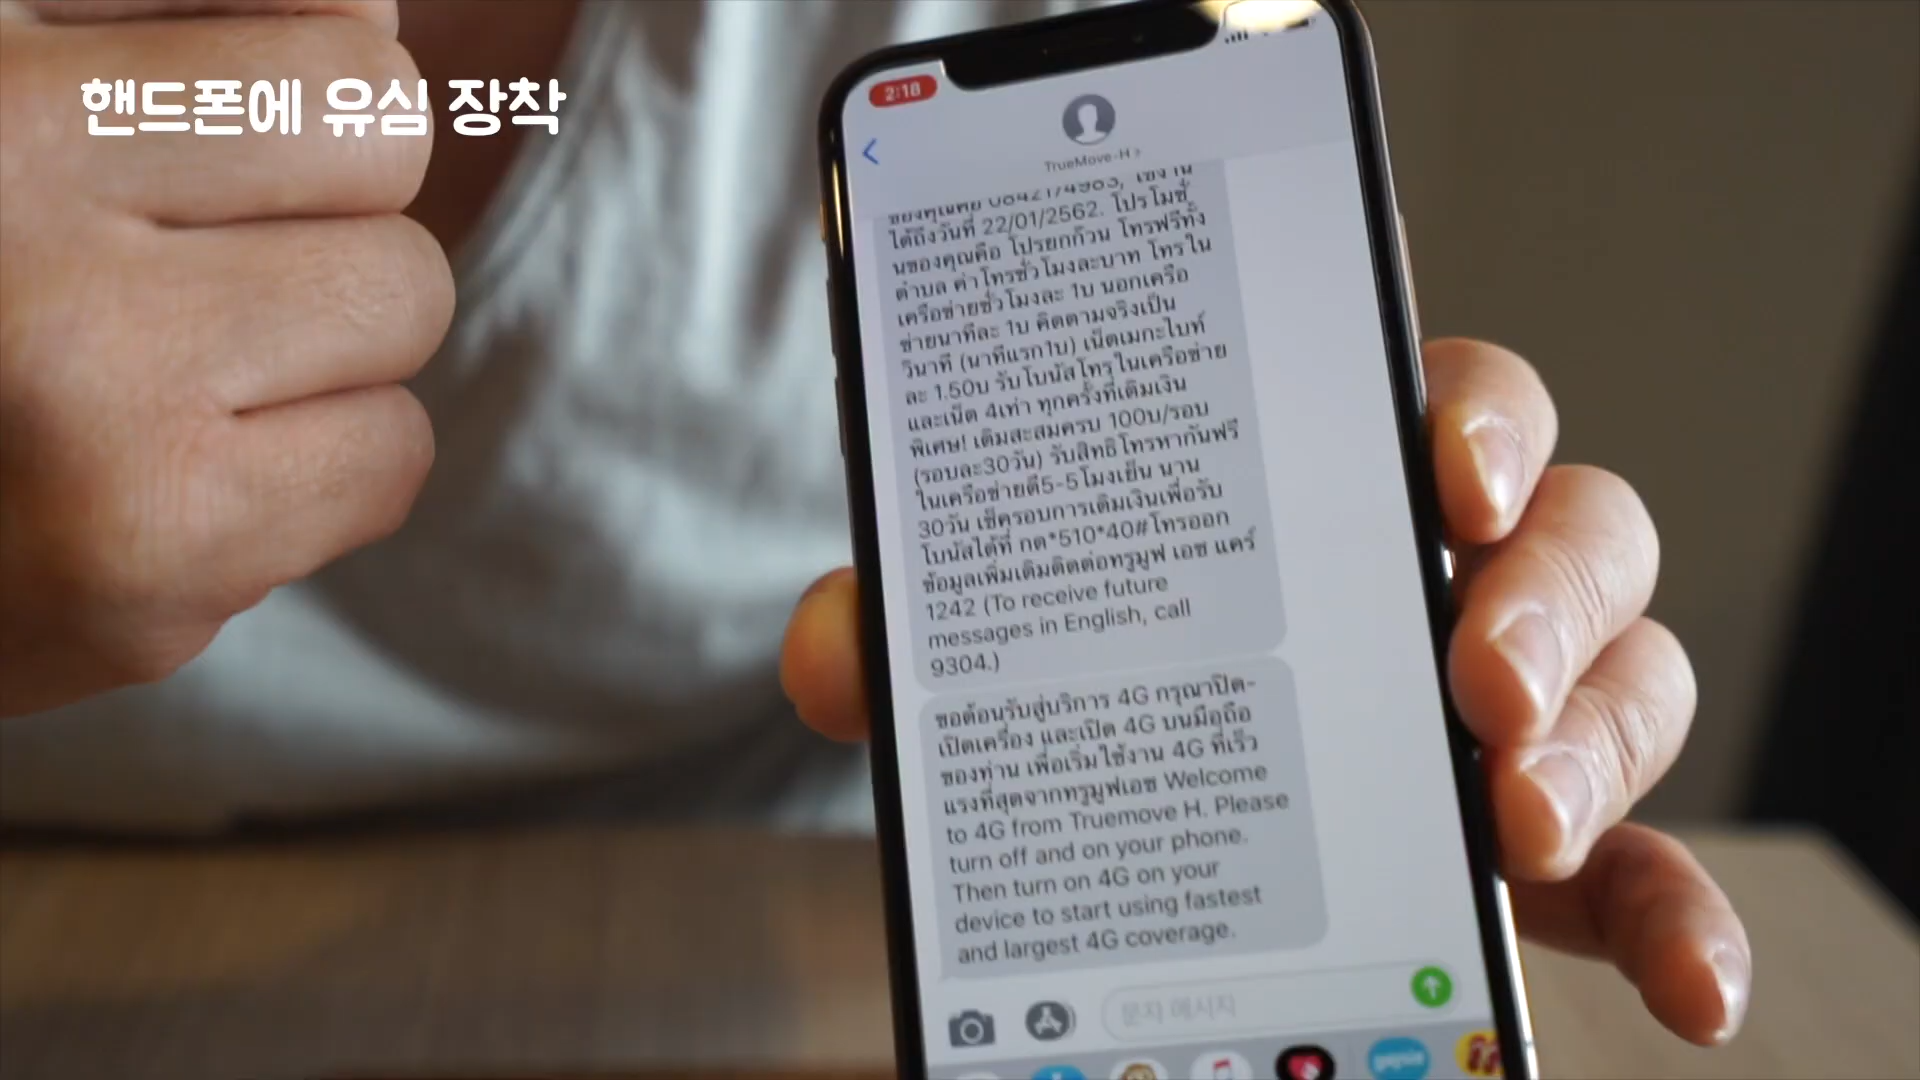 핸드폰에 유심 장착
2:18
TrueMove-H
ของคุณคือ
ได้ถึงวันที่ 22/01/2562. โปรโมชั่
นของคุณคือ โปรยกก๊วน โทรฟรีทั้ง
ตำบล ค่าโทรชั่วโมงละบาท โทรใน
เครือข่ายชั่วโมงละ 1บ นอกเครือ
ข่ายนาทีละ 1บ คิดตามจริงเป็น
วินาที (นาทีแรก1บ) เน็ตเมกะไบท์
ละ 1.50บ รับโบนัสโทรในเครือข่าย
และเน็ต 4เท่า ทุกครั้งที่เติมเงิน
พิเศษ! เติมสะสมครบ 100บ/รอบ
(รอบละ30วัน) รับสิทธิโทรหากันฟรี
ในเครือข่ายตี5-5โมงเย็น นาน
30วัน เช็ครอบการเติมเงินเพื่อรับ
โบนัสได้ที่ กด*510*40#โทรออก
ข้อมูลเพิ่มเติมติดต่อทรูมูฟ เอช แคร์
1242 (To receive future
messages in English, call
9304.)
ขอต้อนรับสู่บริการ 4G กรุณาปิด-
เปิดเครื่อง และเปิด 4G บนมือถือ
ของท่าน เพื่อเริ่มใช้งาน 4G ที่เร็ว
แรงที่สุดจากทรูมูฟเอช Welcome
to 4G from Truemove H. Please
turn off and on your phone.
Then turn on 4G on your
device to start using fastest
and largest 4G coverage.
문자 메시지
genie